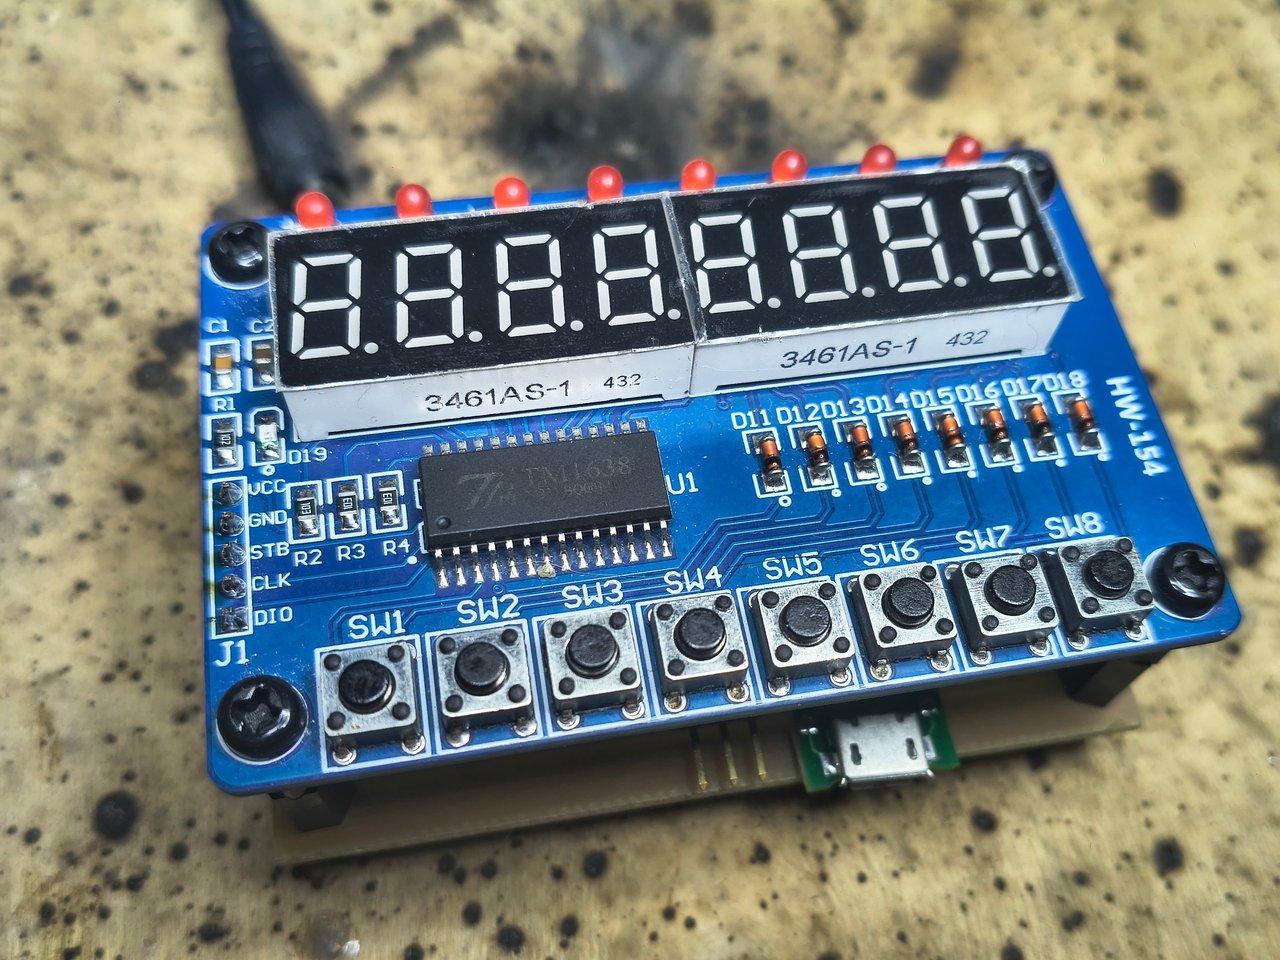 3461AS-1 432
3461AS-1 432
C1 C2
R1
D19
VCC
GND
STB
CLK
DIO
J1
R2 R3 R4
TM1638
U1
D11 D12 D13 D14 D15 D16 D17 D18
HW-154
SW1 SW2 SW3 SW4 SW5 SW6 SW7 SW8